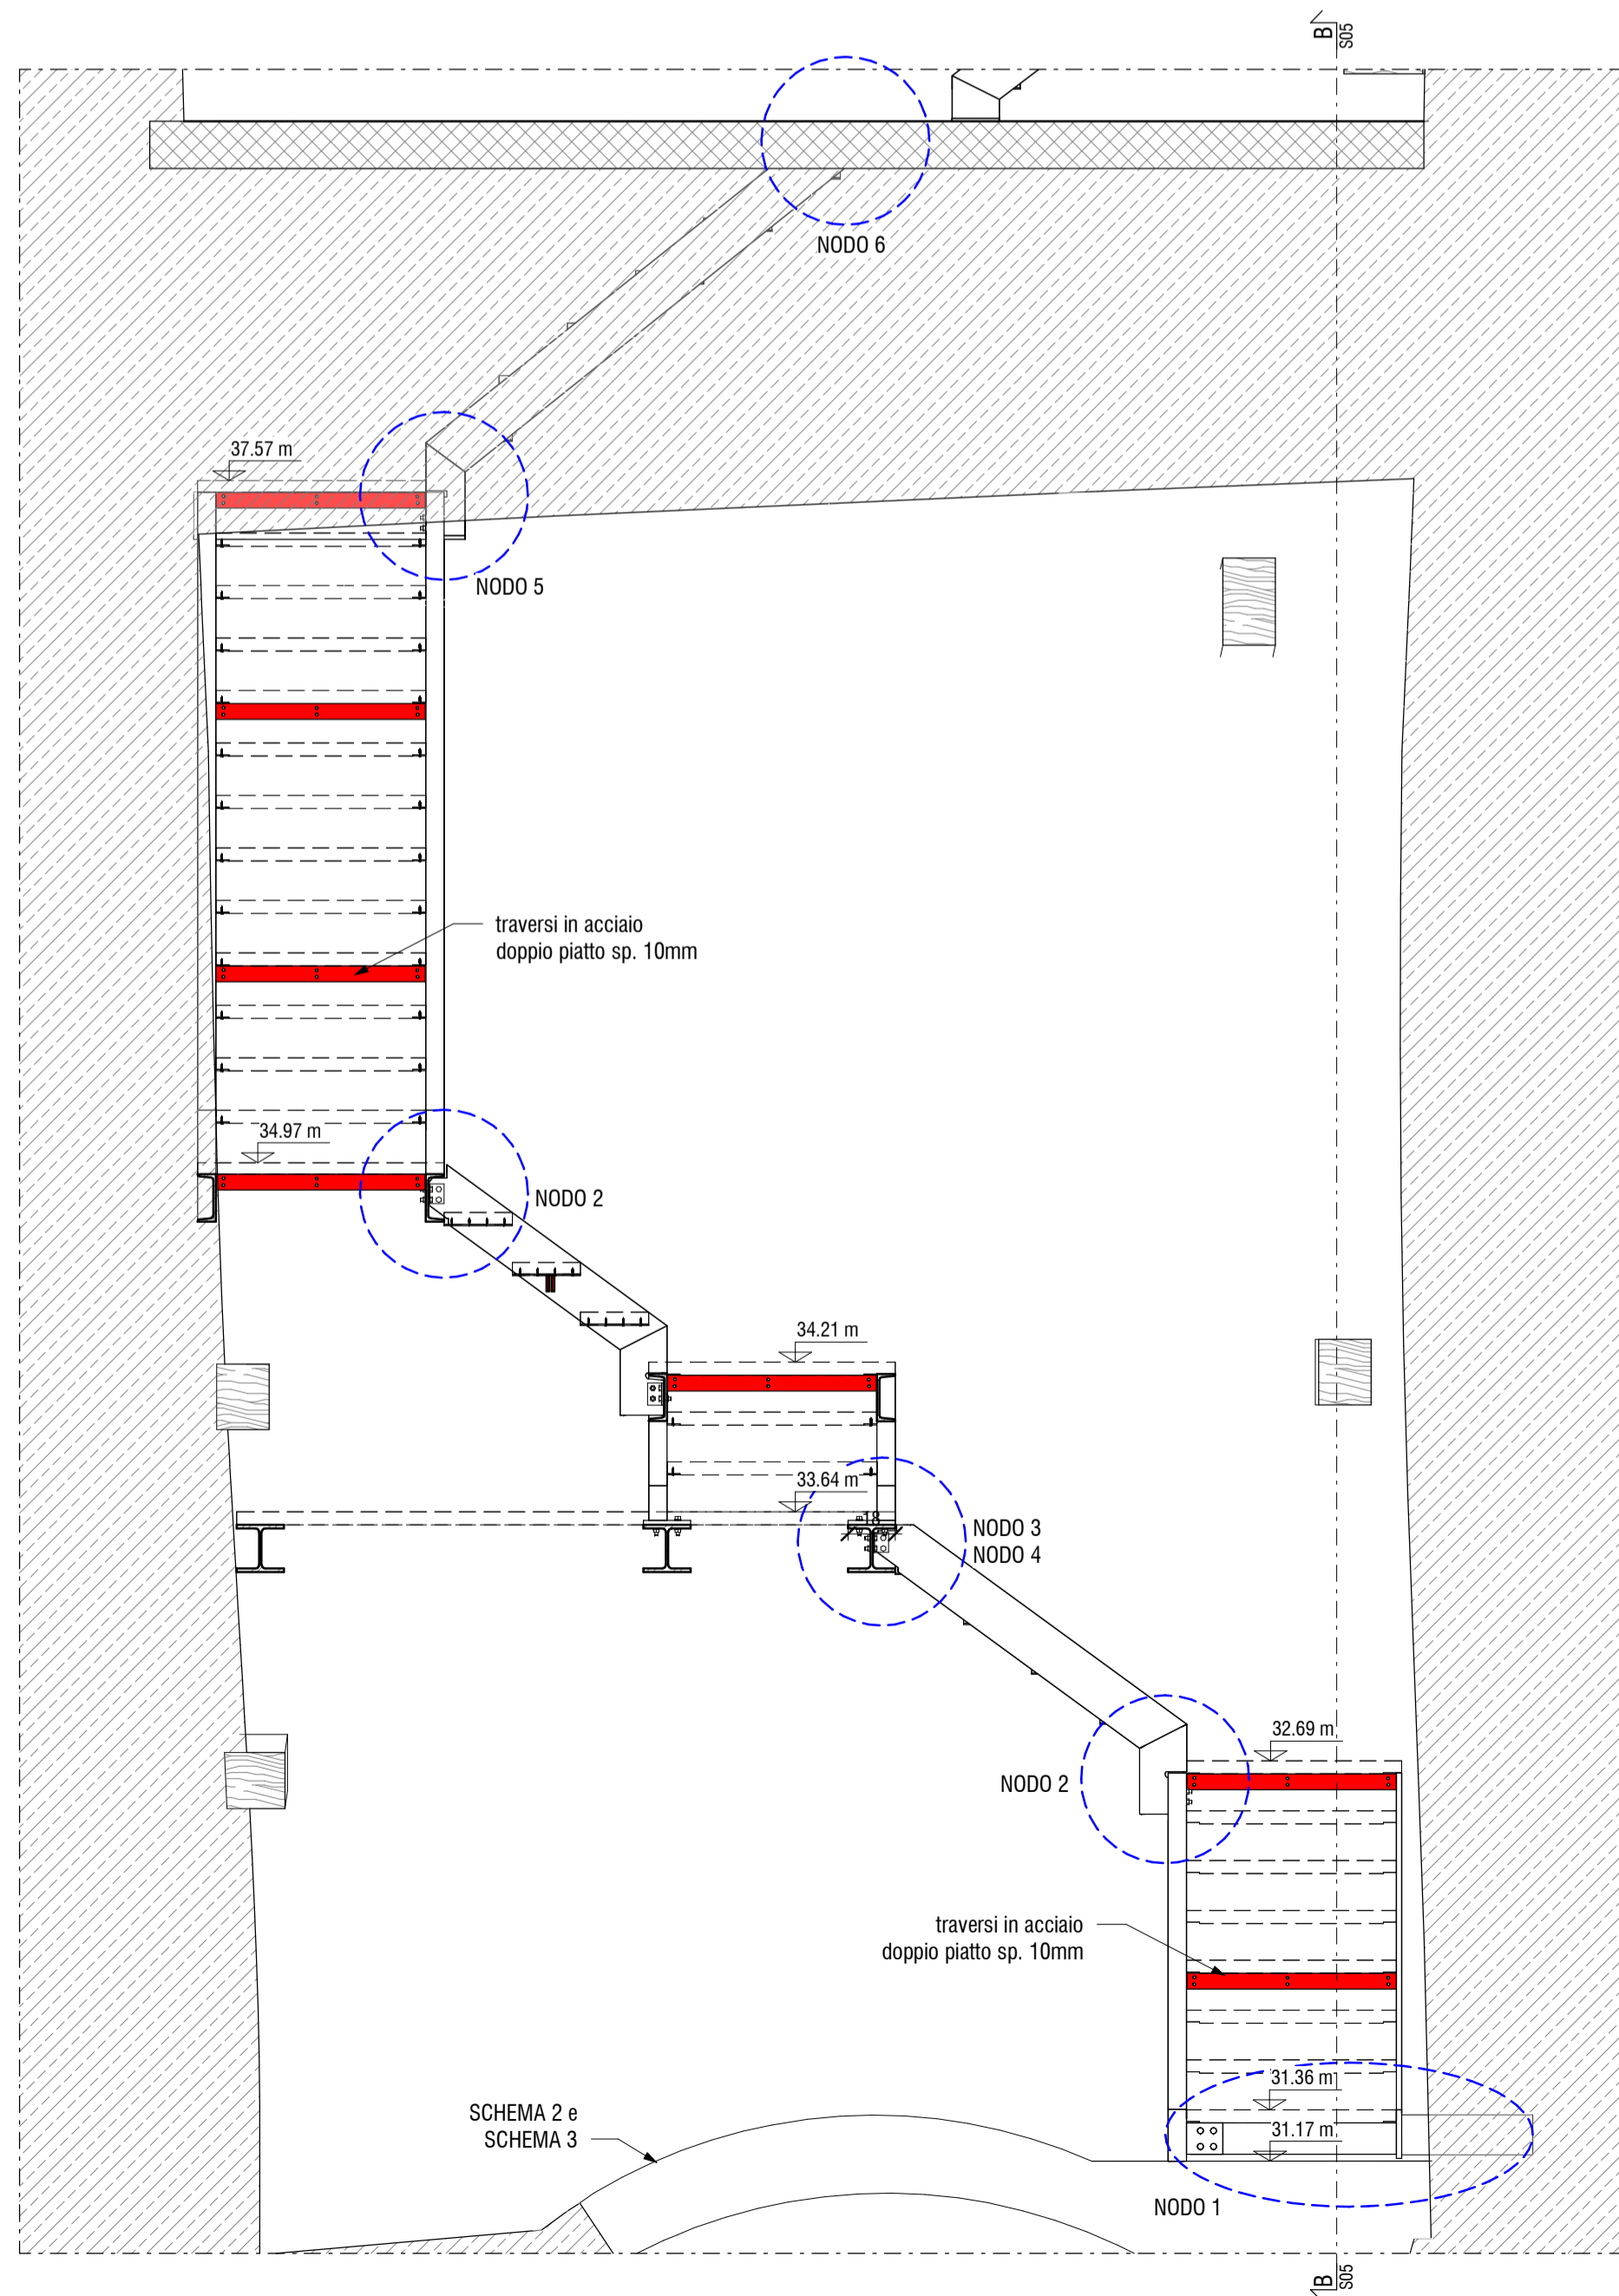 B
S05
NODO 6
37.57 m
NODO 5
traversi in acciaio
doppio piatto sp. 10mm
34.97 m
NODO 2
34.21 m
33.64 m
18
NODO 3
NODO 4
32.69 m
NODO 2
traversi in acciaio
doppio piatto sp. 10mm
31.36 m
SCHEMA 2 e
SCHEMA 3
31.17 m
NODO 1
B
S05